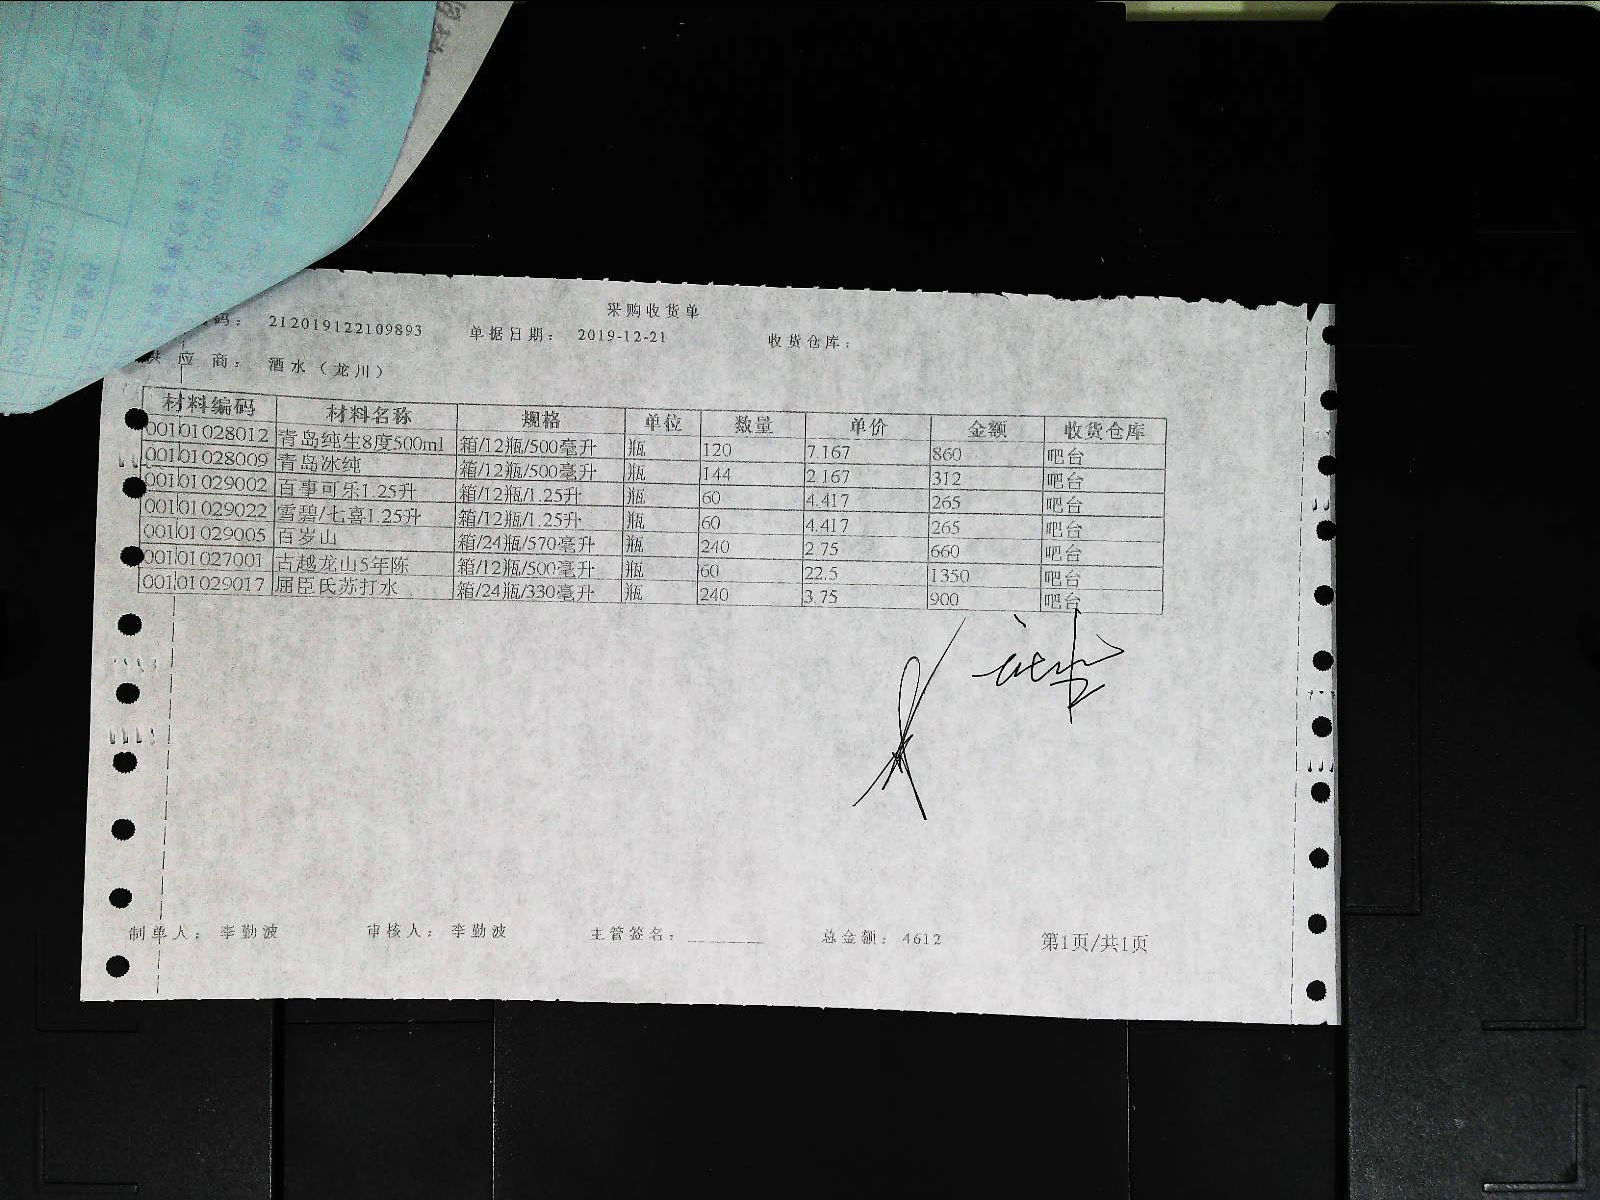 采购收货单
码： 212019122109893 单据日期： 2019-12-21 收货仓库：
供应商： 酒水（龙川）
材料编码 材料名称 规格 单位 数量 单价 金额 收货仓库
00101028012 青岛纯生8度500ml 箱/12瓶/500毫升 瓶 120 7.167 860 吧台
00101028009 青岛冰纯 箱/12瓶/500毫升 瓶 144 2.167 312 吧台
00101029002 百事可乐1.25升 箱/12瓶/1.25升 瓶 60 4.417 265 吧台
00101029022 雪碧/七喜1.25升 箱/12瓶/1.25升 瓶 60 4.417 265 吧台
00101029005 百岁山 箱/24瓶/570毫升 瓶 240 2.75 660 吧台
00101027001 古越龙山5年陈 箱/12瓶/500毫升 瓶 60 22.5 1350 吧台
00101029017 屈臣氏苏打水 箱/24瓶/330毫升 瓶 240 3.75 900 吧台
制单人： 李勤波 审核人： 李勤波 主管签名：________ 总金额： 4612 第1页/共1页